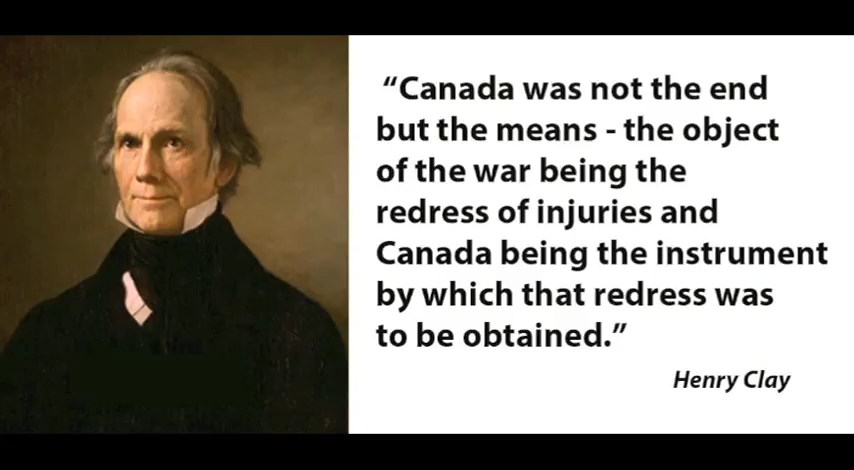 “Canada was not the end
but the means - the object
of the war being the
redress of injuries and
Canada being the instrument
by which that redress was
to be obtained.”
Henry Clay